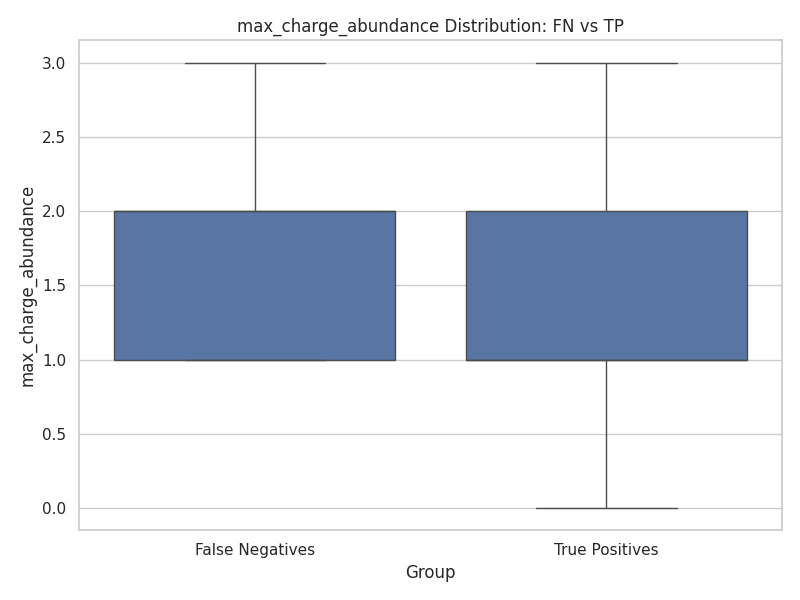 max_charge_abundance Distribution: FN vs TP
max_charge_abundance
3.0
2.5
2.0
1.5
1.0
0.5
0.0
False Negatives
True Positives
Group